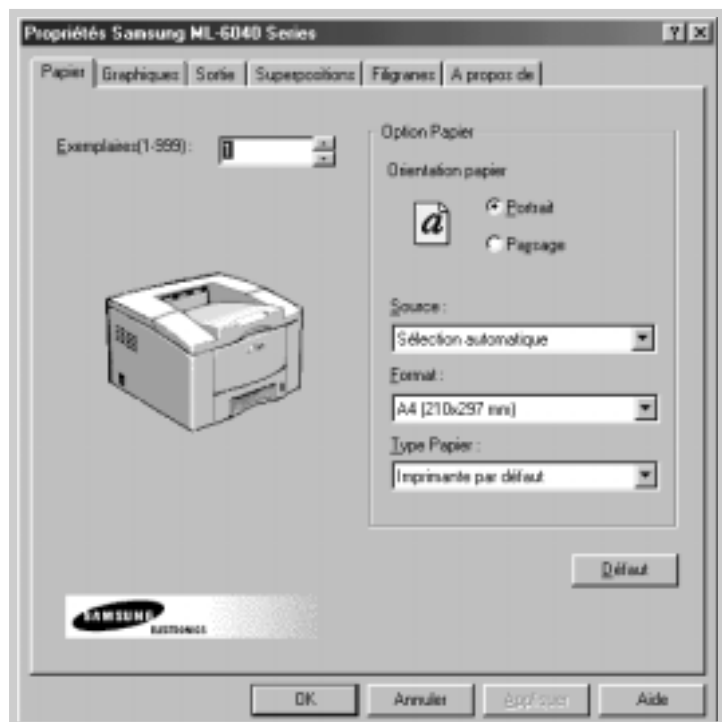 Propriétés Samsung ML-6040 Series
Papier Graphiques Sortie Superpositions Filigranes A propos de
Exemplaires(1-999) : 1
Option Papier
Orientation papier
a
Portrait
Paysage
Source :
Sélection automatique
Format :
A4 (210x297 mm)
Type Papier :
Imprimante par défaut
Défaut
SAMSUNG
ELECTRONICS
OK Annuler Appliquer Aide